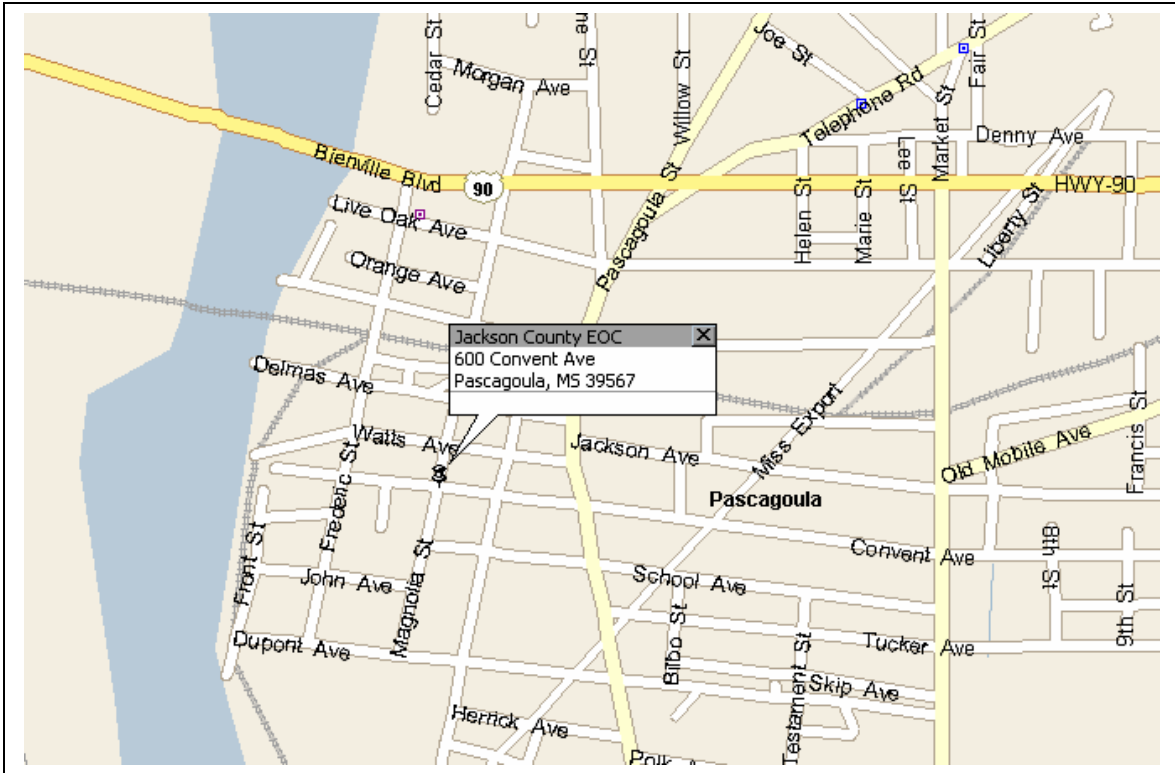 Cedar St
ne St
Willow St
Joe St
Fair St
Morgan Ave
Telephone Rd
Market St
Denny Ave
Lee St
Bienville Blvd
90
HWY-90
Live Oak Ave
Pascagoula St
Helen St
Marie St
Liberty St
Orange Ave
Jackson County EOC
600 Convent Ave
Pascagoula, MS 39567
Delmas Ave
Watts Ave
Jackson Ave
Miss Export
Old Mobile Ave
Francis St
Pascagoula
Frederic St
Convent Ave
Front St
John Ave
Magnolia St
School Ave
8th St
9th St
Dupont Ave
Bilbo St
Tucker Ave
Testament St
Skip Ave
Herrick Ave
Polk Ave